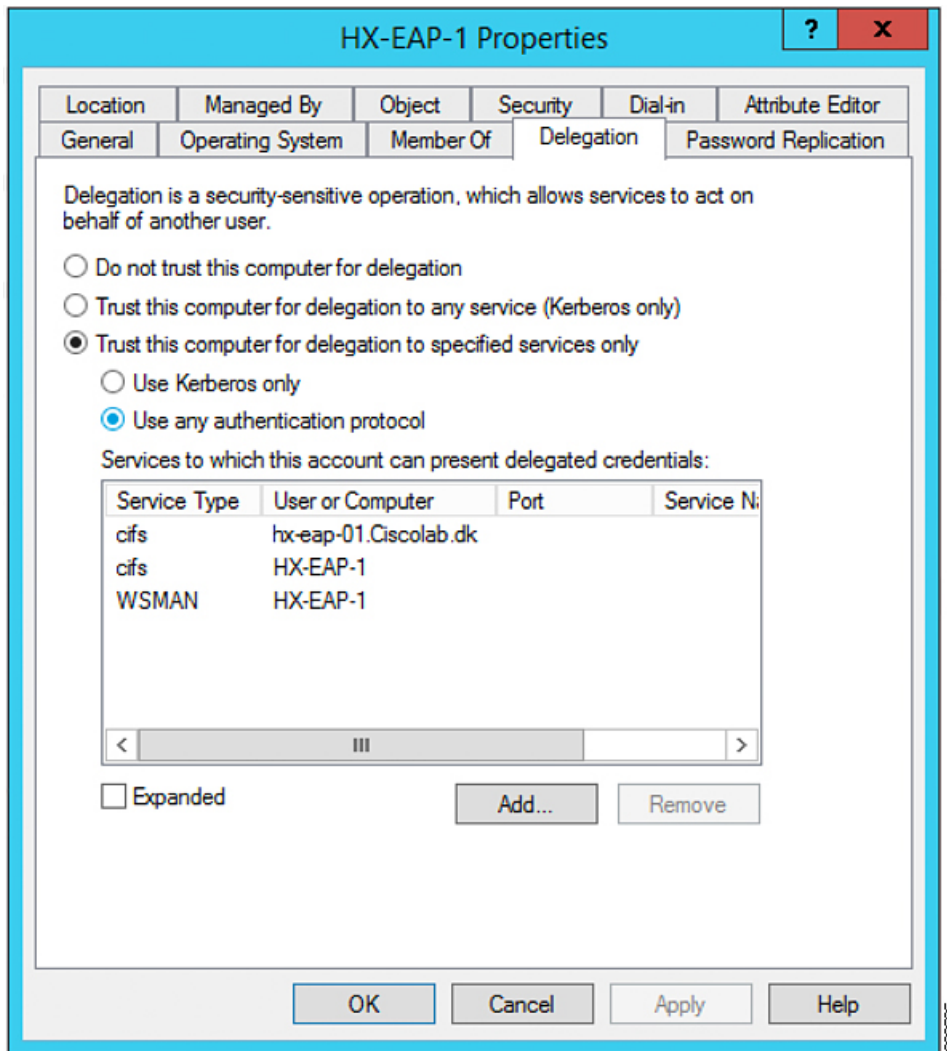 HX-EAP-1 Properties
?
x
Location
Managed By
Object
Security
Dial-in
Attribute Editor
General
Operating System
Member Of
Delegation
Password Replication
Delegation is a security-sensitive operation, which allows services to act on
behalf of another user.
Do not trust this computer for delegation
Trust this computer for delegation to any service (Kerberos only)
Trust this computer for delegation to specified services only
Use Kerberos only
Use any authentication protocol
Services to which this account can present delegated credentials:
Service Type User or Computer Port Service
cifs hx-eap-01.Ciscolab.dk
cifs HX-EAP-1
WSMAN HX-EAP-1
Expanded
Add...
Remove
OK
Cancel
Apply
Help